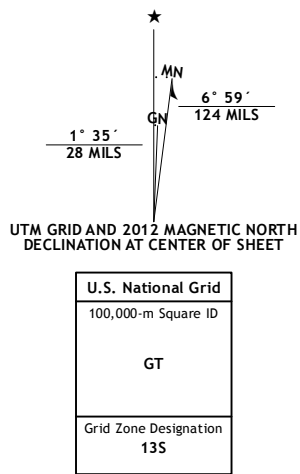 ★
MN
GN
6° 59´
124 MILS
1° 35´
28 MILS
UTM GRID AND 2012 MAGNETIC NORTH
DECLINATION AT CENTER OF SHEET
U.S. National Grid
100,000-m Square ID
GT
Grid Zone Designation
13S